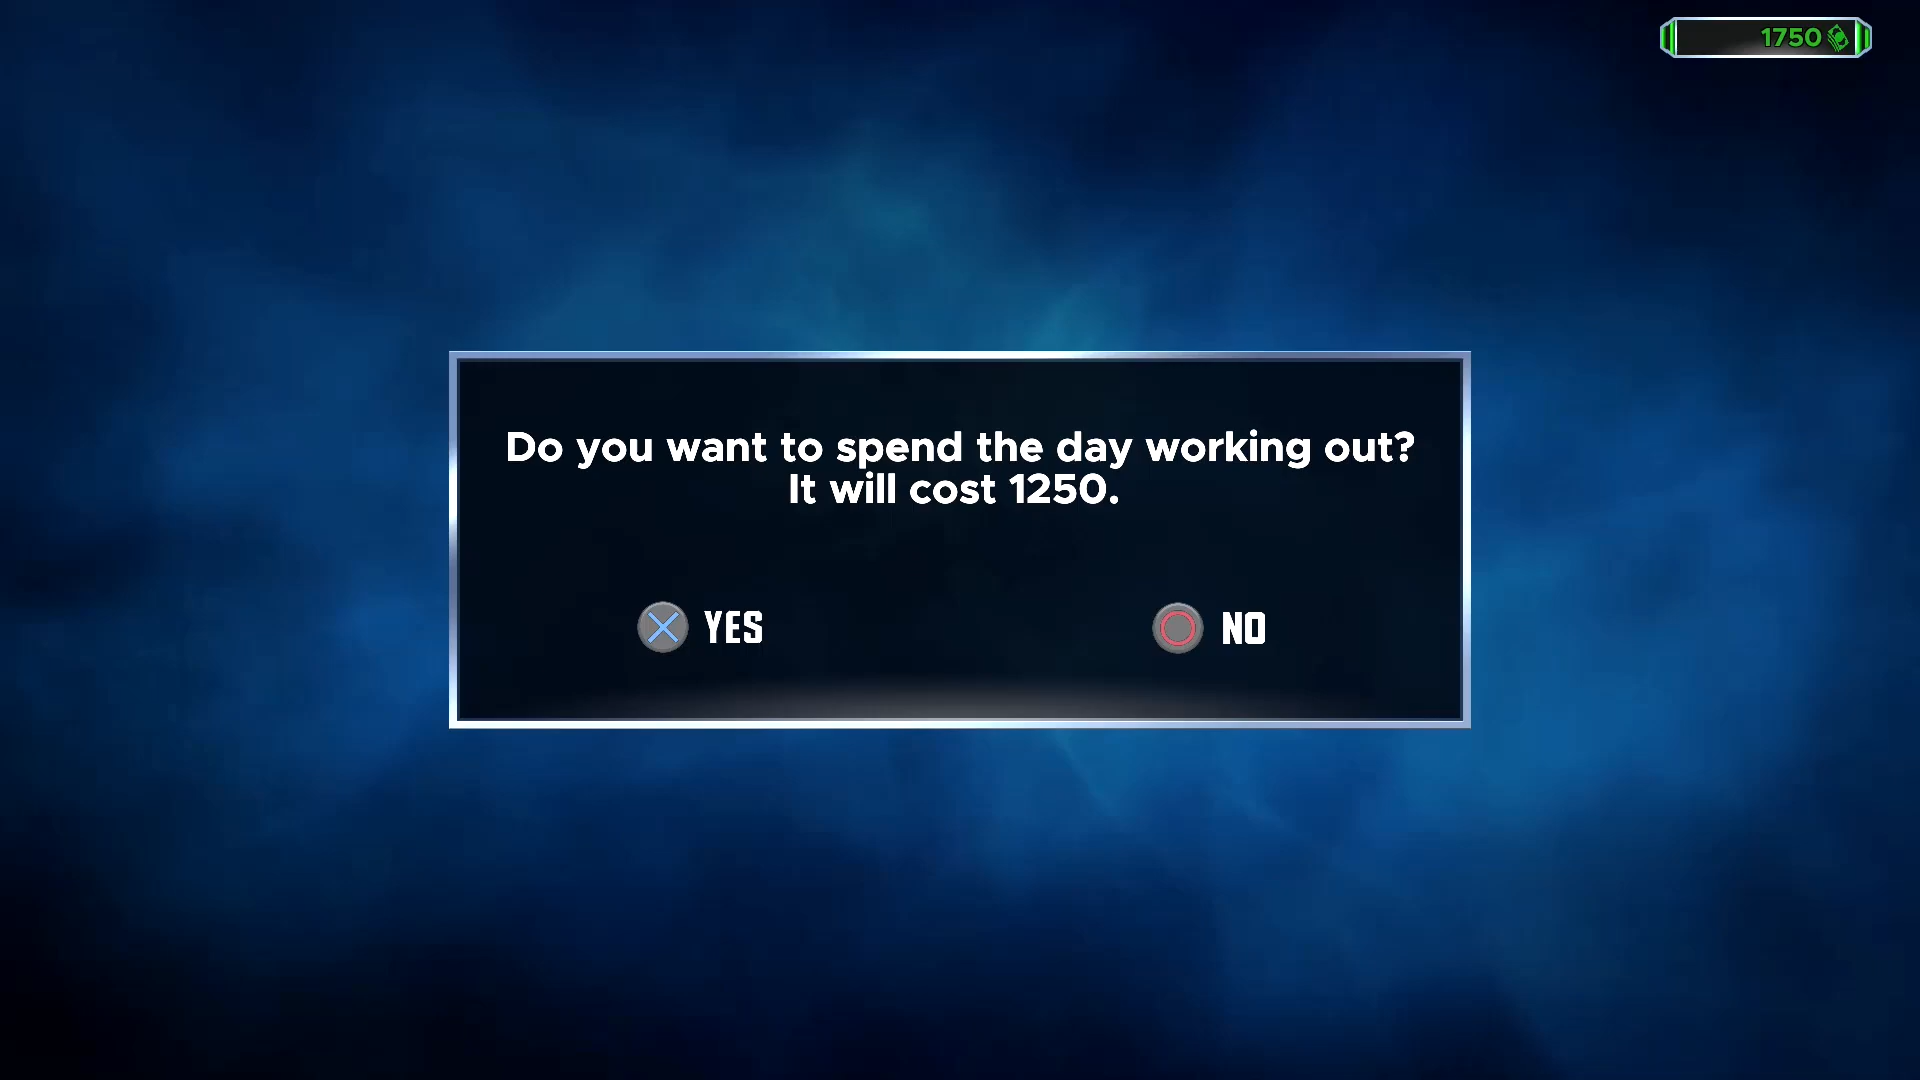 1750
Do you want to spend the day working out?
It will cost 1250.
YES
NO